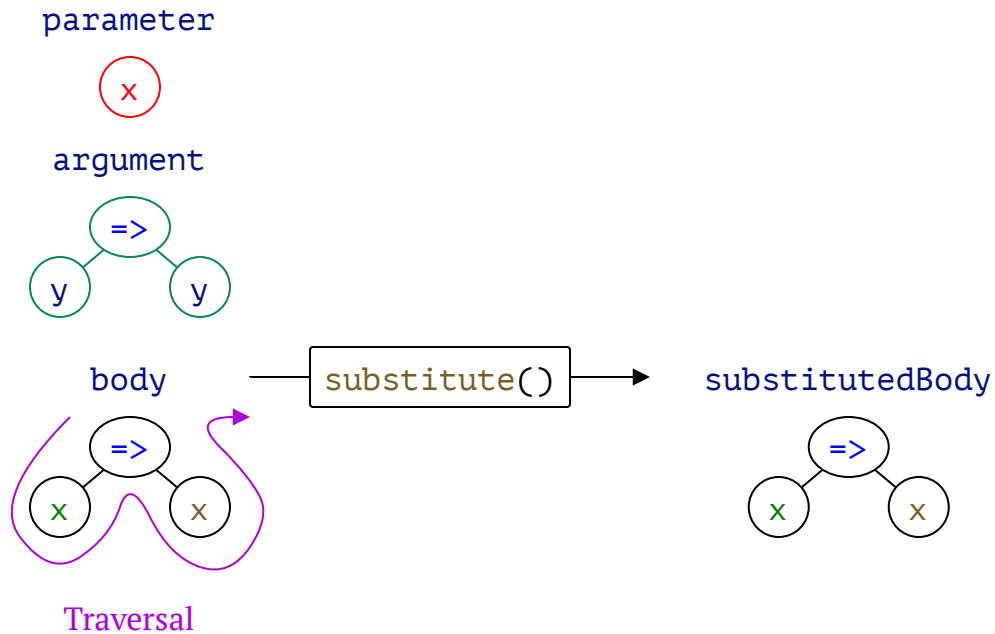 parameter
x
argument
=>
y y
body substitute() substitutedBody
=> =>
x x x x
Traversal